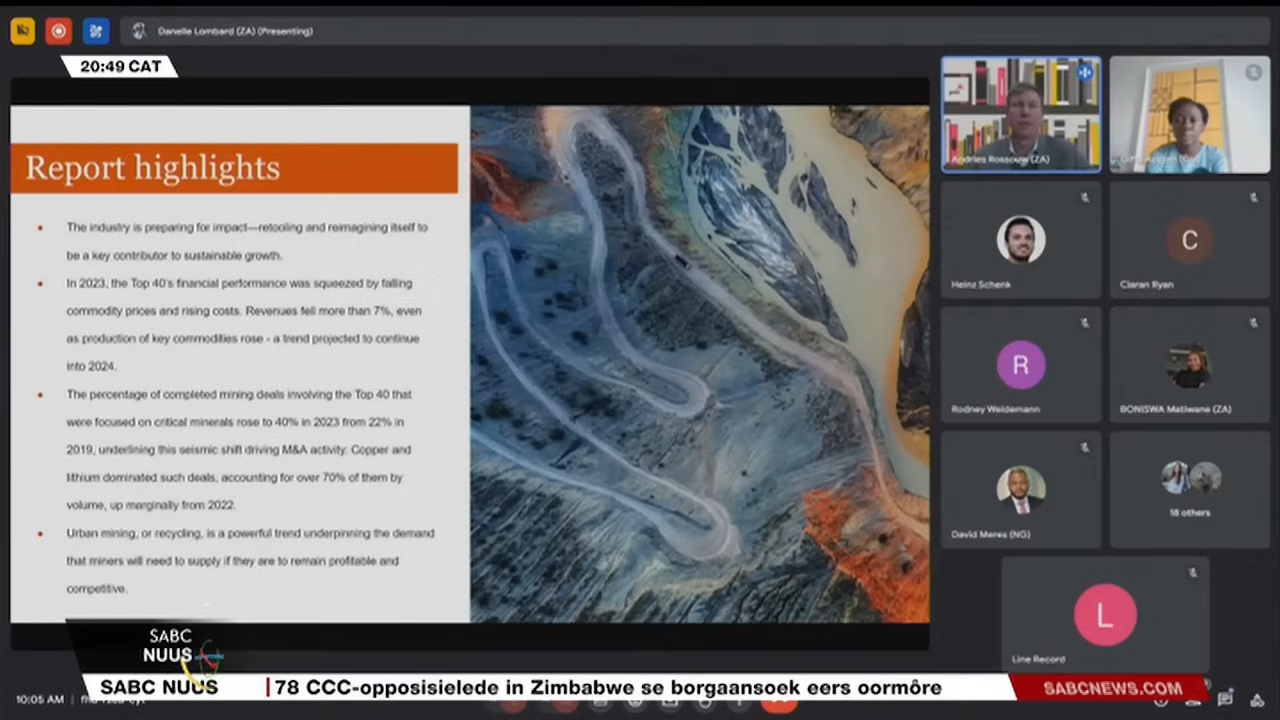 Danelle Lombard (ZA) (Presenting)
20:49 CAT
Report highlights
The industry is preparing for impact—retooling and reimagining itself to
be a key contributor to sustainable growth.
In 2023, the Top 40's financial performance was squeezed by falling
commodity prices and rising costs. Revenues fell more than 7%, even
as production of key commodities rose - a trend projected to continue
into 2024.
The percentage of completed mining deals involving the Top 40 that
were focused on critical minerals rose to 40% in 2023 from 22% in
2019, underlining this seismic shift driving M&A activity. Copper and
lithium dominated such deals, accounting for over 70% of them by
volume, up marginally from 2022.
Urban mining, or recycling, is a powerful trend underpinning the demand
that miners will need to supply if they are to remain profitable and
competitive.
pwc
Andries Rossouw (ZA)
Heinz Schenk
C
Ciaran Ryan
R
Rodney Weidemann
BONISWA Matiwane (ZA)
David Meres (NG)
18 others
L
Line Record
SABC
NUUS
10:05 AM
SABC NUUS
78 CCC-opposisielede in Zimbabwe se borgaansoek eers oormôre
SABCNEWS.COM